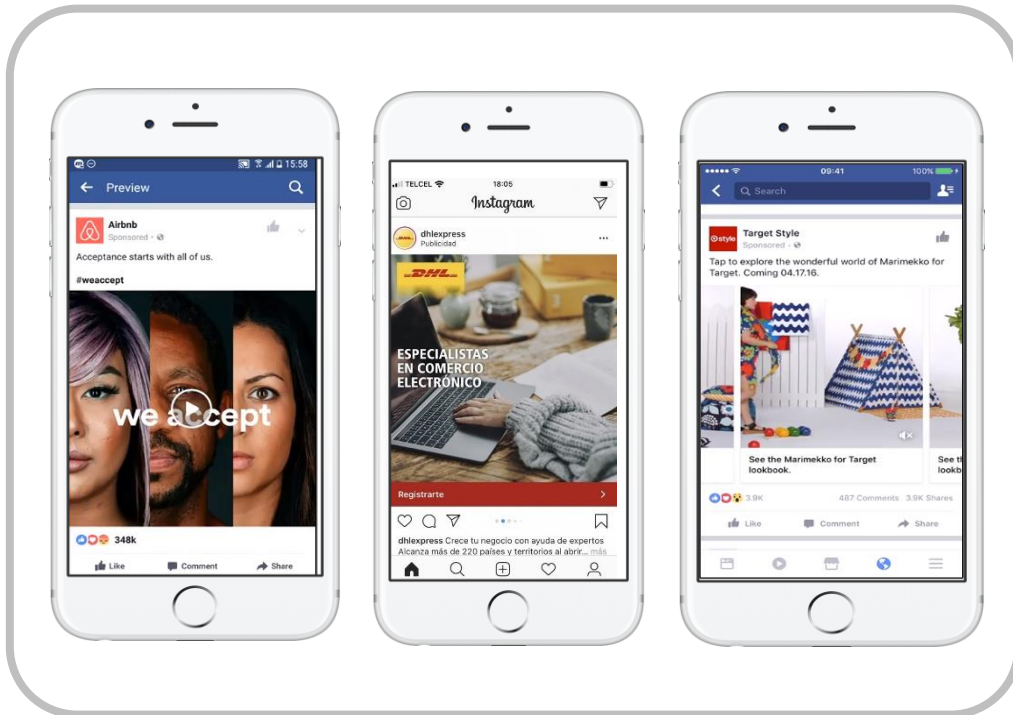 15:58
Preview
Airbnb
Sponsored
Acceptance starts with all of us.
#weaccept
we accept
348k
Like Comment Share
TELCEL 18:05
Instagram
dhlexpress
Publicidad
DHL
ESPECIALISTAS
EN COMERCIO
ELECTRÓNICO
Registrarte
dhlexpress Crece tu negocio con ayuda de expertos
Alcanza más de 220 países y territorios al abrir... más
09:41 100%
Search
style
Target Style
Sponsored
Tap to explore the wonderful world of Marimekko for
Target. Coming 04.17.16.
See the Marimekko for Target
lookbook.
See t
lookb
3.9K 487 Comments 3.9K Shares
Like Comment Share